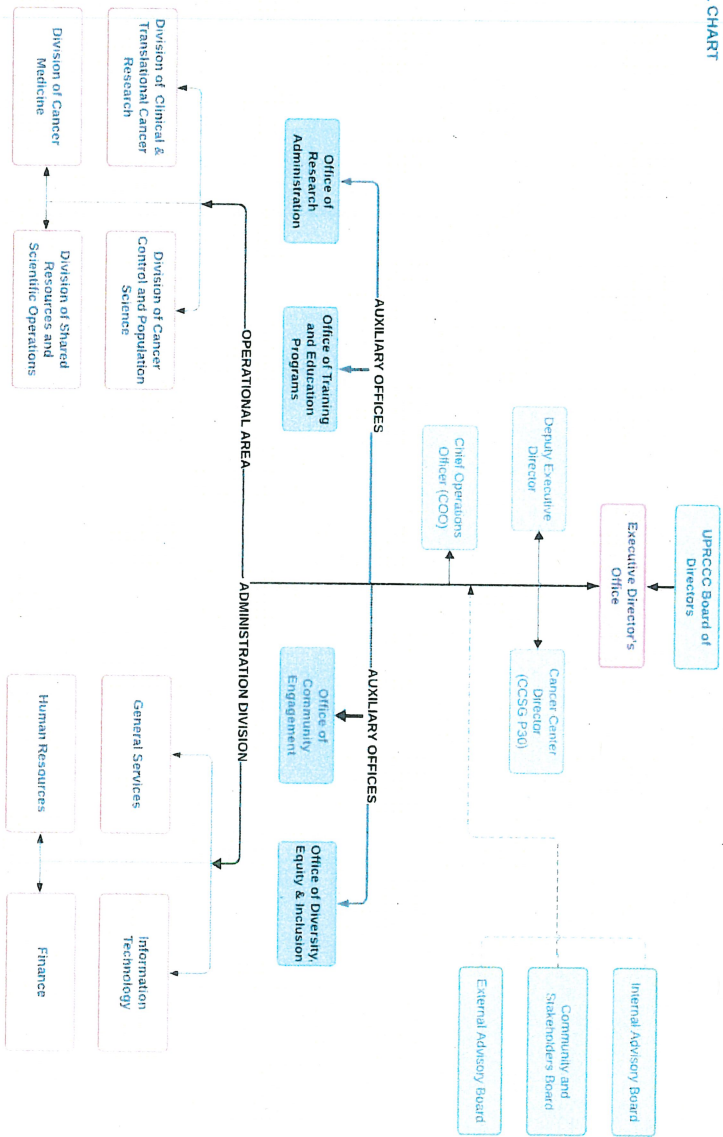 CHART
UPRCCC Board of
Directors
Executive Director's
Office
Deputy Executive
Director
Cancer Center
Director
(CCSG P30)
Chief Operations
Officer (COO)
Internal Advisory Board
Community and
Stakeholders Board
External Advisory Board
AUXILIARY OFFICES
AUXILIARY OFFICES
Office of
Research
Administration
Office of Training
and Education
Programs
Office of
Community
Engagement
Office of Diversity,
Equity & Inclusion
OPERATIONAL AREA
ADMINISTRATION DIVISION
Division of Clinical &
Translational Cancer
Research
Division of Cancer
Control and Population
Science
General Services
Information
Technology
Division of Cancer
Medicine
Division of Shared
Resources and
Scientific Operations
Human Resources
Finance